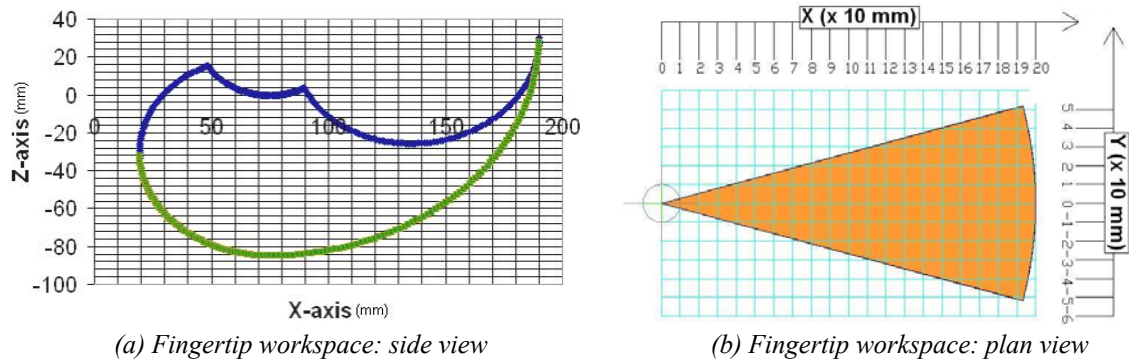 40
20
0
-20
-40
-60
-80
-100
0 50 100 150 200
Z-axis (mm)
X-axis (mm)
(a) Fingertip workspace: side view
X (x 10 mm)
0 1 2 3 4 5 6 7 8 9 10 11 12 13 14 15 16 17 18 19 20
5
4
3
2
1
0
-1
-2
-3
-4
-5
-6
Y (x 10 mm)
(b) Fingertip workspace: plan view